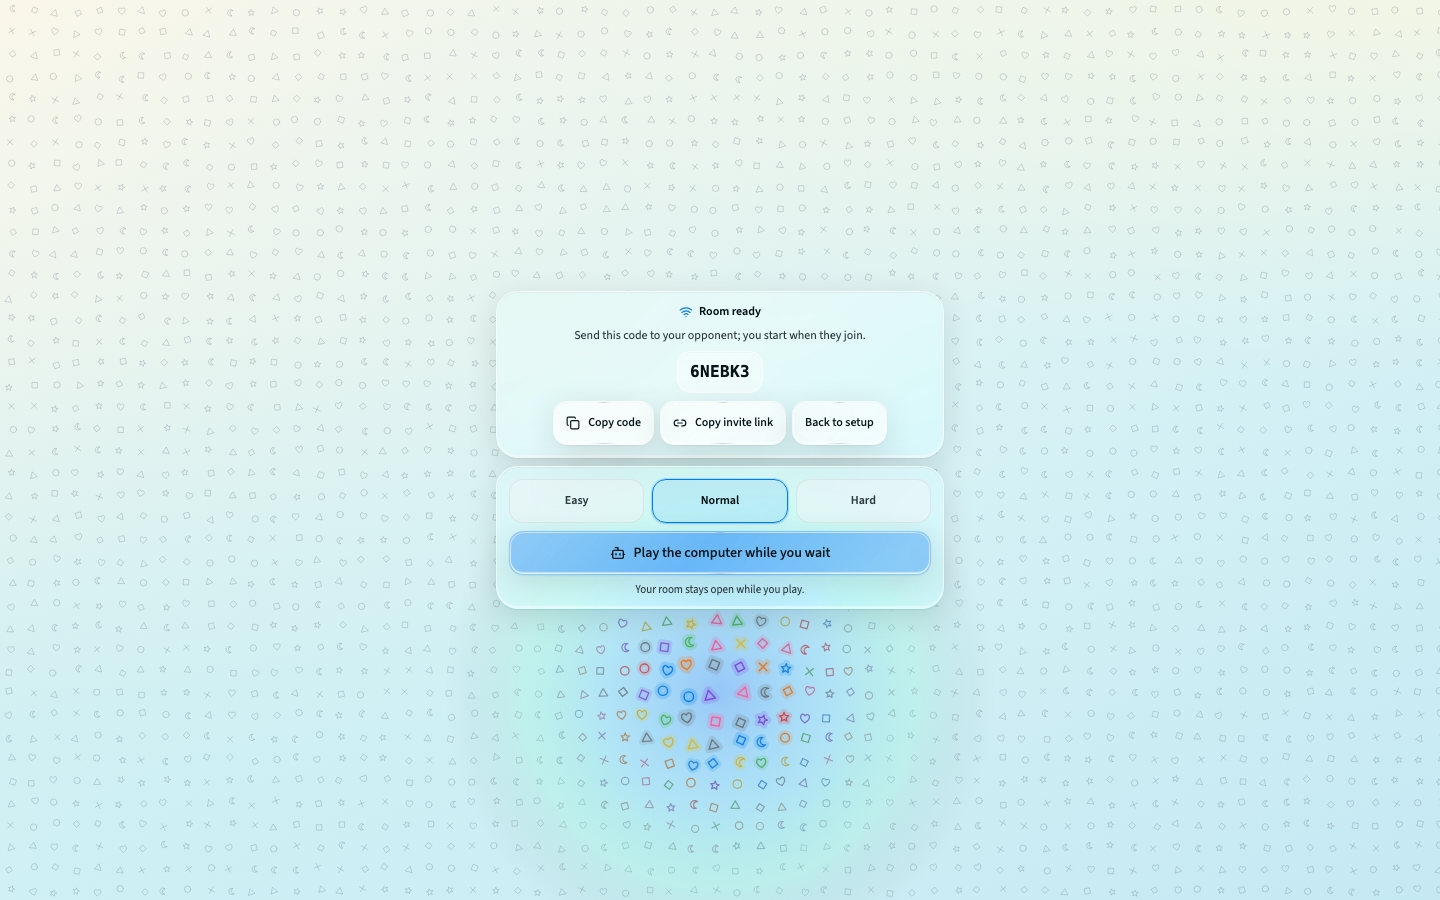 Room ready
Send this code to your opponent; you start when they join.
6NEBK3
Copy code
Copy invite link
Back to setup
Easy
Normal
Hard
Play the computer while you wait
Your room stays open while you play.